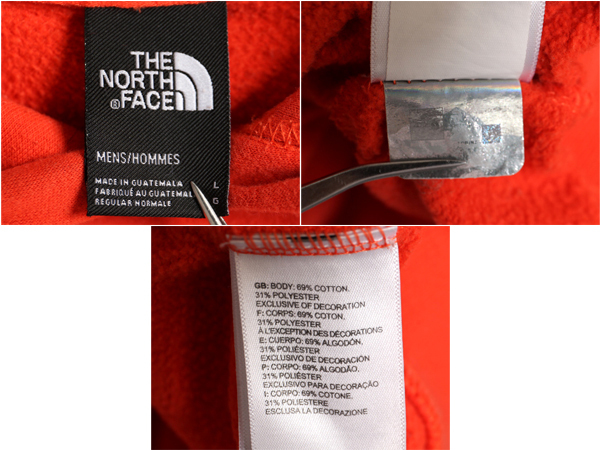 THE
NORTH
FACE
MENS/HOMMES
MADE IN GUATEMALA L
FABRIQUÉ AU GUATEMAL G
REGULAR NORMALE
GB: BODY: 69% COTTON.
31% POLYESTER
EXCLUSIVE OF DECORATION
F: CORPS: 69% COTON.
31% POLYESTER
À L'EXCEPTION DES DÉCORATIONS
E: CUERPO: 69% ALGODÓN.
31% POLIÉSTER
EXCLUSIVO DE DECORACIÓN
P: CORPO: 69% ALGODÃO.
31% POLIÉSTER
EXCLUSIVO PARA DECORAÇÃO
I: CORPO: 69% COTONE.
31% POLIESTERE
ESCLUSA LA DECORAZIONE